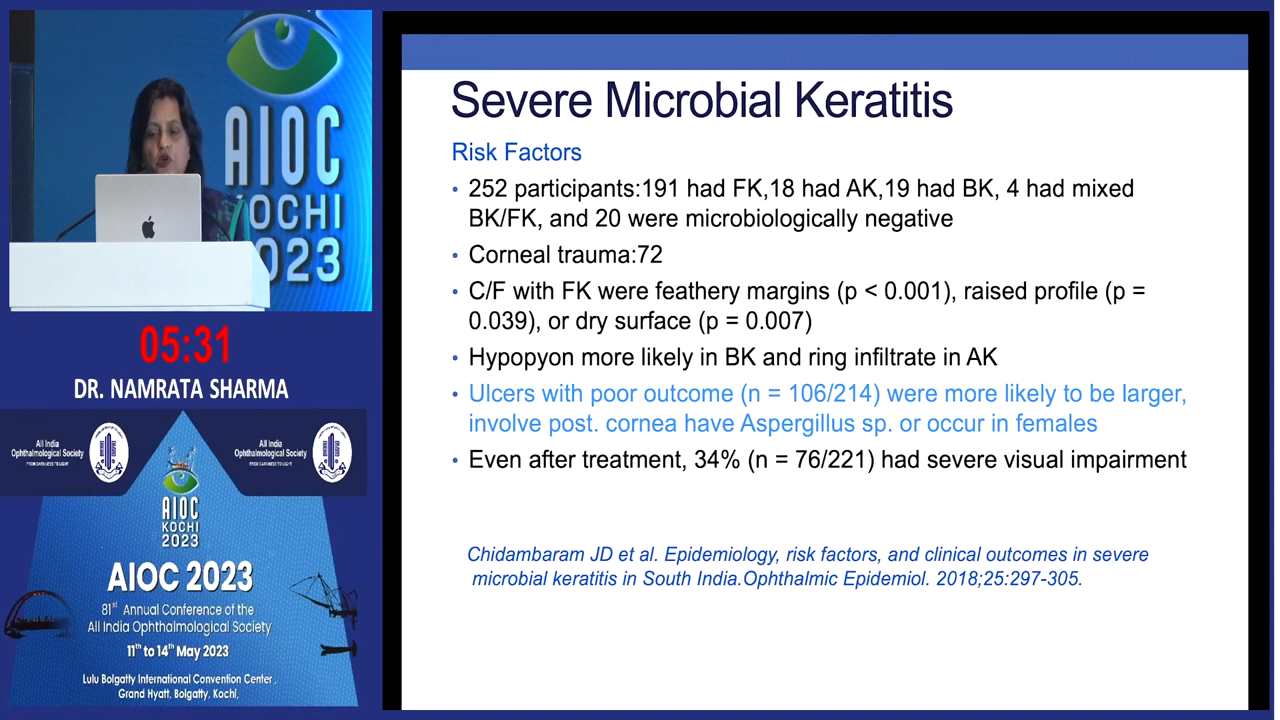 AIOC
KOCHI
2023
05:31
DR. NAMRATA SHARMA
All India
Ophthalmological Society
FROM DARKNESS TO LIGHT
All India
Ophthalmological Society
FROM DARKNESS TO LIGHT
AIOC
KOCHI
2023
AIOC 2023
81st Annual Conference of the
All India Ophthalmological Society
11th to 14th May 2023
Lulu Bolgatty International Convention Center ,
Grand Hyatt, Bolgatty, Kochi,
Severe Microbial Keratitis
Risk Factors
• 252 participants:191 had FK,18 had AK,19 had BK, 4 had mixed
BK/FK, and 20 were microbiologically negative
• Corneal trauma:72
• C/F with FK were feathery margins (p < 0.001), raised profile (p =
0.039), or dry surface (p = 0.007)
• Hypopyon more likely in BK and ring infiltrate in AK
• Ulcers with poor outcome (n = 106/214) were more likely to be larger,
involve post. cornea have Aspergillus sp. or occur in females
• Even after treatment, 34% (n = 76/221) had severe visual impairment
Chidambaram JD et al. Epidemiology, risk factors, and clinical outcomes in severe
microbial keratitis in South India.Ophthalmic Epidemiol. 2018;25:297-305.